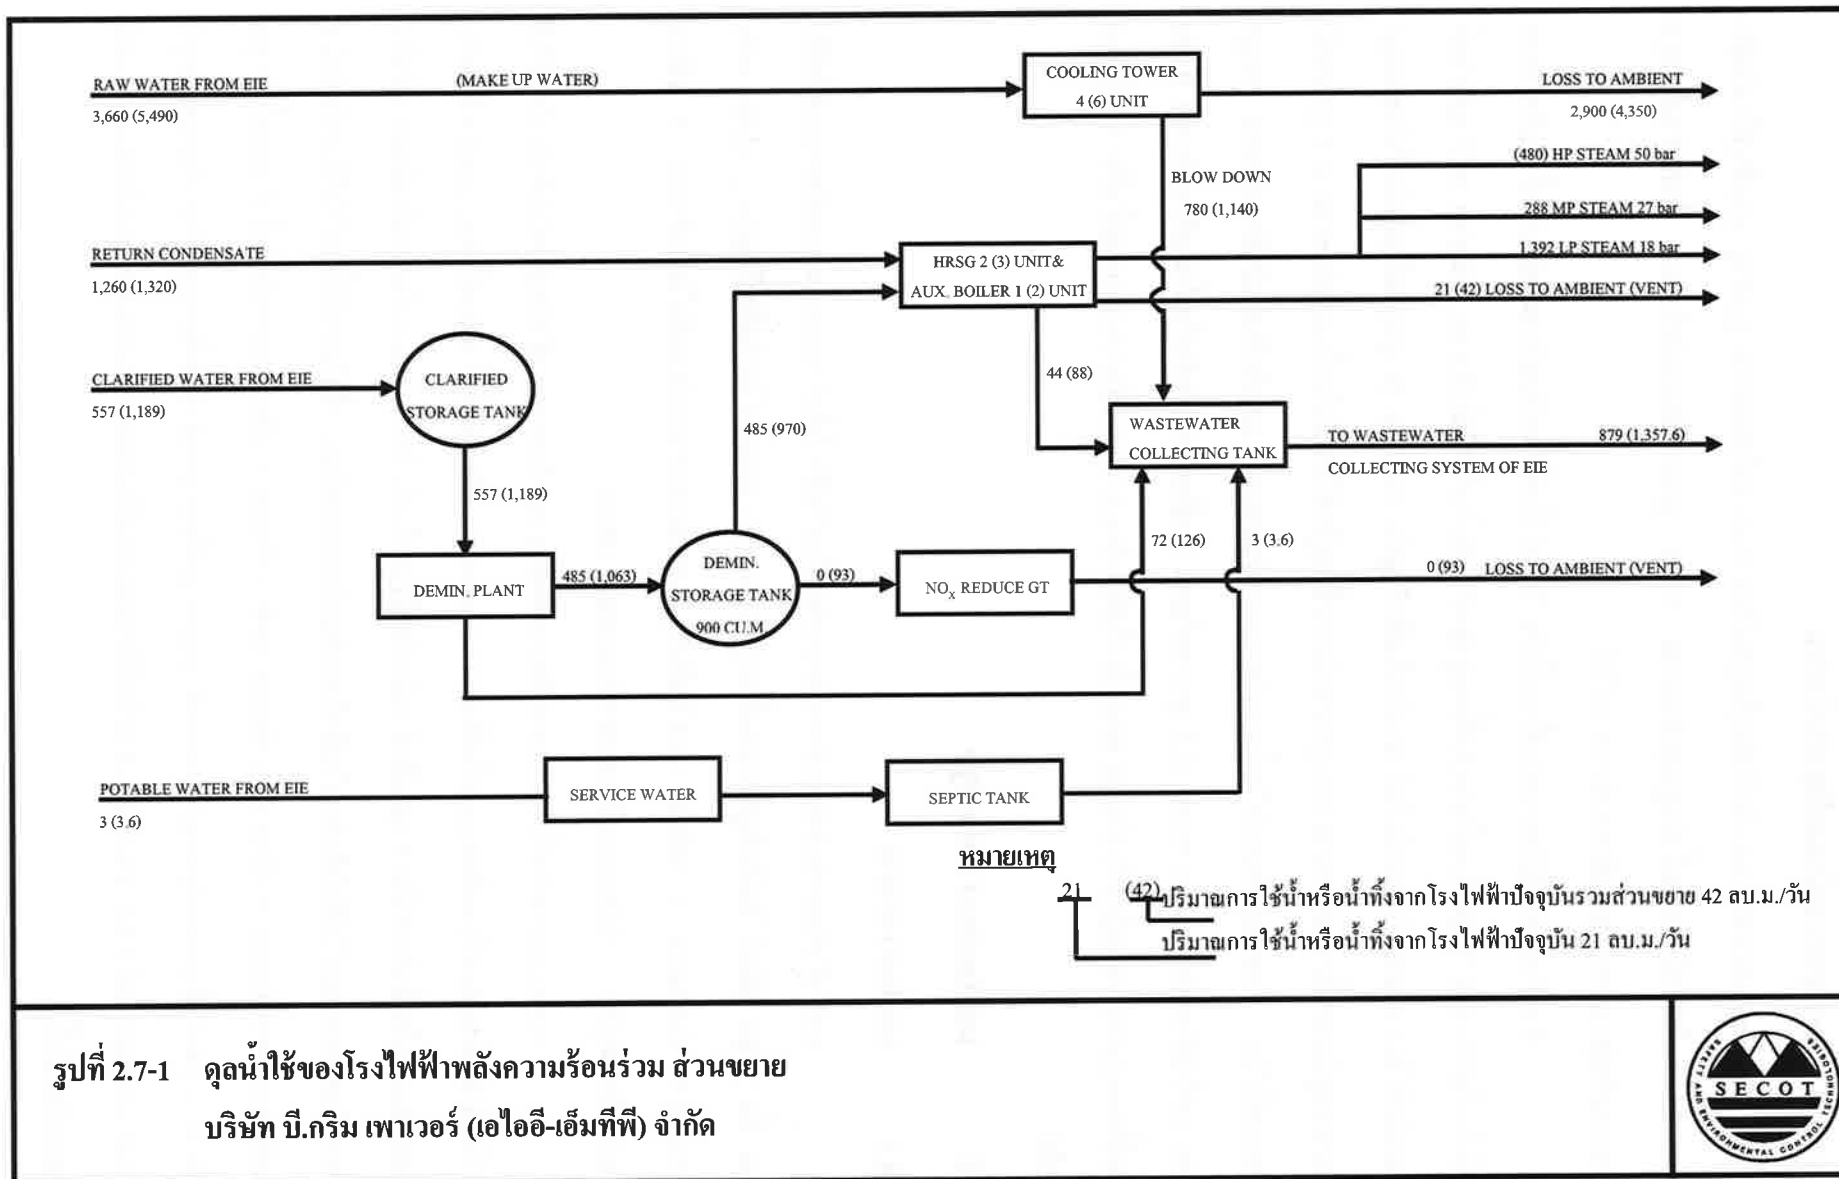 RAW WATER FROM EIE
(MAKE UP WATER)
3,660 (5,490)
COOLING TOWER
4 (6) UNIT
LOSS TO AMBIENT
2,900 (4,350)
BLOW DOWN
780 (1,140)
(480) HP STEAM 50 bar
288 MP STEAM 27 bar
1,392 LP STEAM 18 bar
RETURN CONDENSATE
1,260 (1,320)
HRSG 2 (3) UNIT&
AUX. BOILER 1 (2) UNIT
21 (42) LOSS TO AMBIENT (VENT)
CLARIFIED WATER FROM EIE
557 (1,189)
CLARIFIED
STORAGE TANK
44 (88)
485 (970)
WASTEWATER
COLLECTING TANK
TO WASTEWATER
879 (1,357.6)
COLLECTING SYSTEM OF EIE
557 (1,189)
72 (126)
3 (3.6)
DEMIN. PLANT
485 (1,063)
DEMIN.
STORAGE TANK
900 CU.M.
0 (93)
NOX REDUCE GT
0 (93) LOSS TO AMBIENT (VENT)
POTABLE WATER FROM EIE
3 (3.6)
SERVICE WATER
SEPTIC TANK
หมายเหตุ
21 (42) ปริมาณการใช้น้ำหรือน้ำทิ้งจากโรงไฟฟ้าปัจจุบันรวมส่วนขยาย 42 ลบ.ม./วัน
ปริมาณการใช้น้ำหรือน้ำทิ้งจากโรงไฟฟ้าปัจจุบัน 21 ลบ.ม./วัน
รูปที่ 2.7-1 ดุลน้ำใช้ของโรงไฟฟ้าพลังความร้อนร่วม ส่วนขยาย
บริษัท บี.กริม เพาเวอร์ (เอไออี-เอ็มทีพี) จำกัด
SECOT
SAFETY AND ENVIRONMENTAL CONTROL TECHNOLOGIES